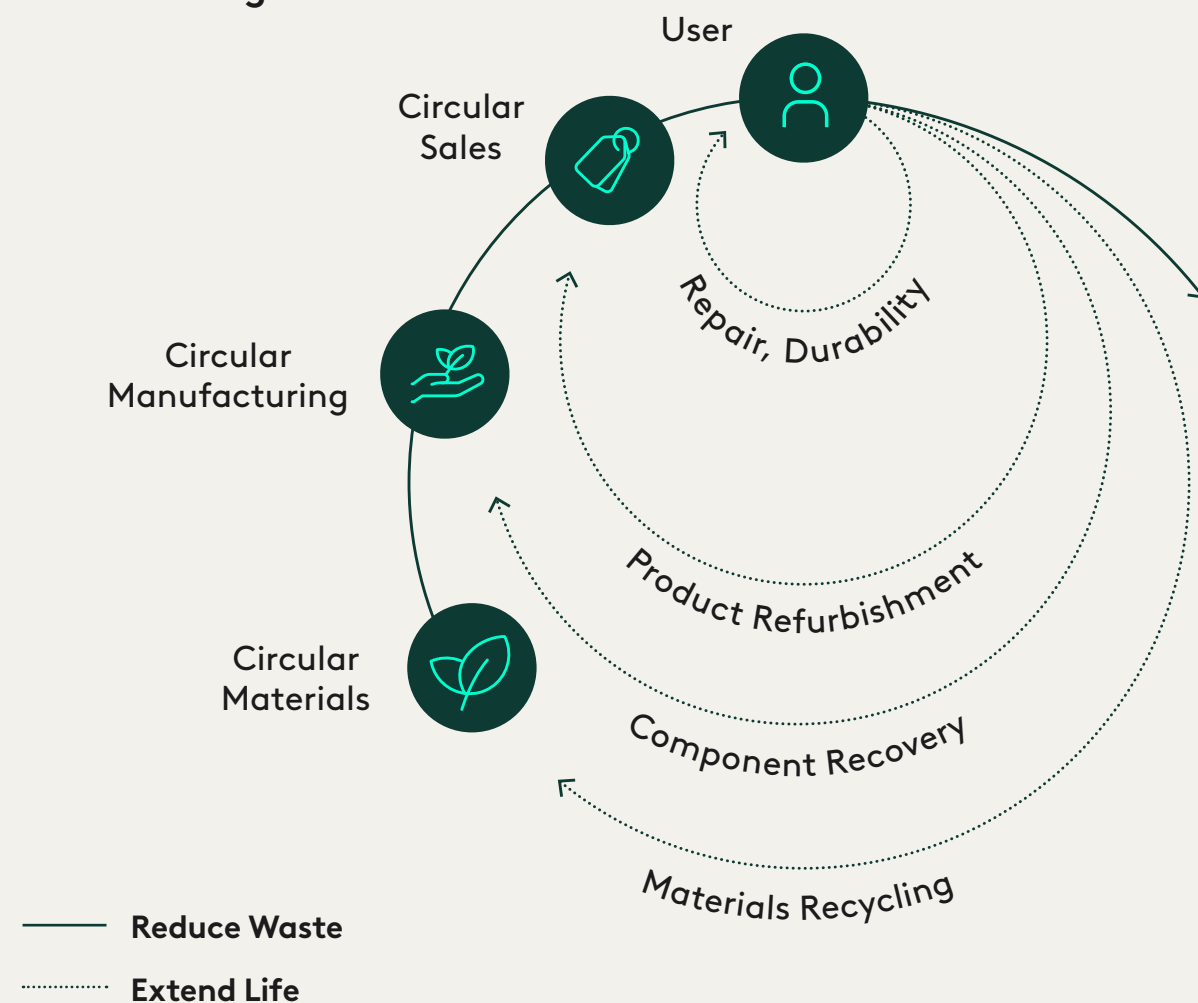 User
Circular
Sales
Circular
Manufacturing
Circular
Materials
Repair, Durability
Product Refurbishment
Component Recovery
Materials Recycling
Reduce Waste
Extend Life